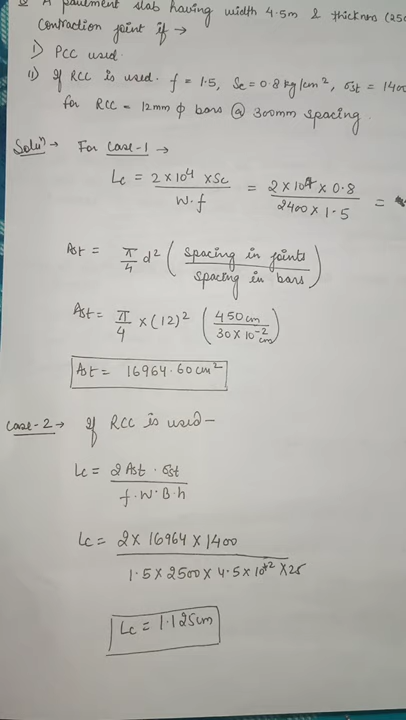 A pavement slab having width 4.5m & thickness (25c
Contraction joint if →
i) PCC used.
ii) If RCC is used. f = 1.5, Sc = 0.8 kg/cm², σst = 1400
for RCC - 12mm φ bars @ 300mm spacing.
Soluⁿ → For Case-1 →
Lc = 2 × 10⁴ × Sc / W. f = 2 × 10⁴ × 0.8 / 2400 × 1.5 =
Ast = π/4 d² (spacing in joints / spacing in bars)
Ast = π/4 × (12)² (450 cm / 30 × 10⁻² cm)
Ast = 16964.60 cm²
Case-2 → If RCC is used –
Lc = 2 Ast . σst / f . W . B . h
Lc = 2 × 16964 × 1400 / 1.5 × 2500 × 4.5 × 10⁺² × 25
Lc = 1.125 cm